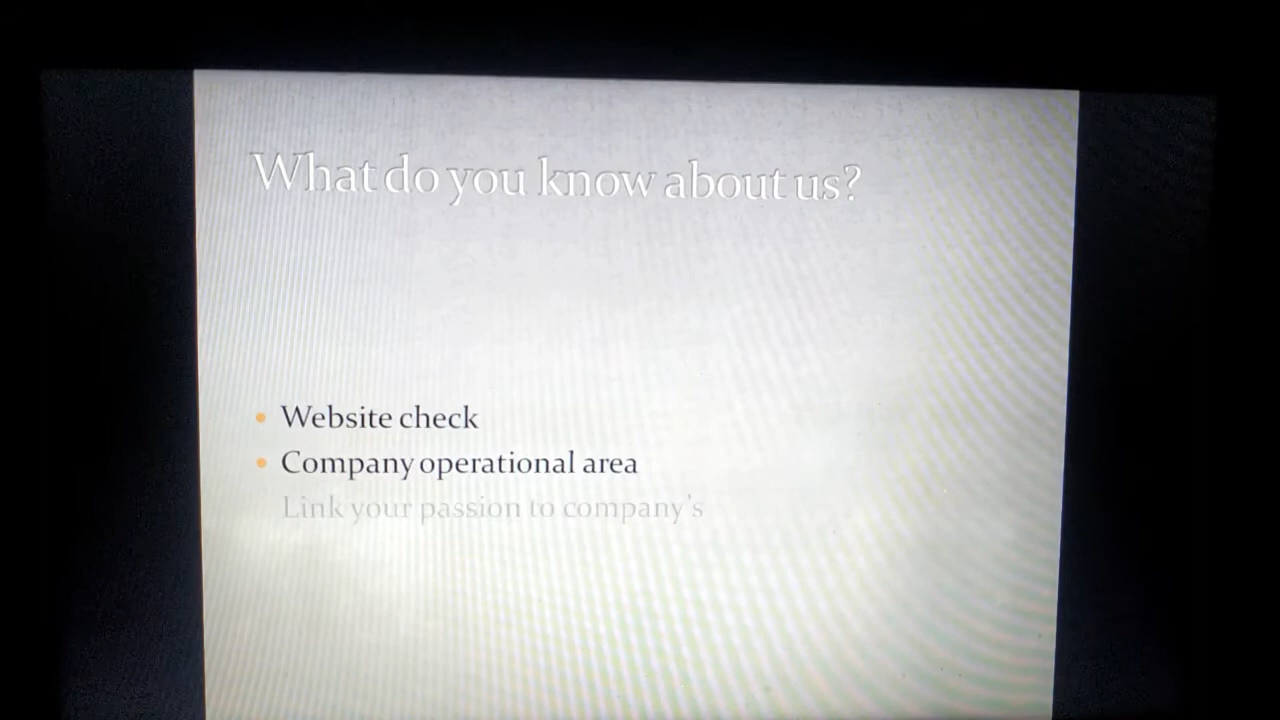 What do you know about us?
• Website check
• Company operational area
Link your passion to company's